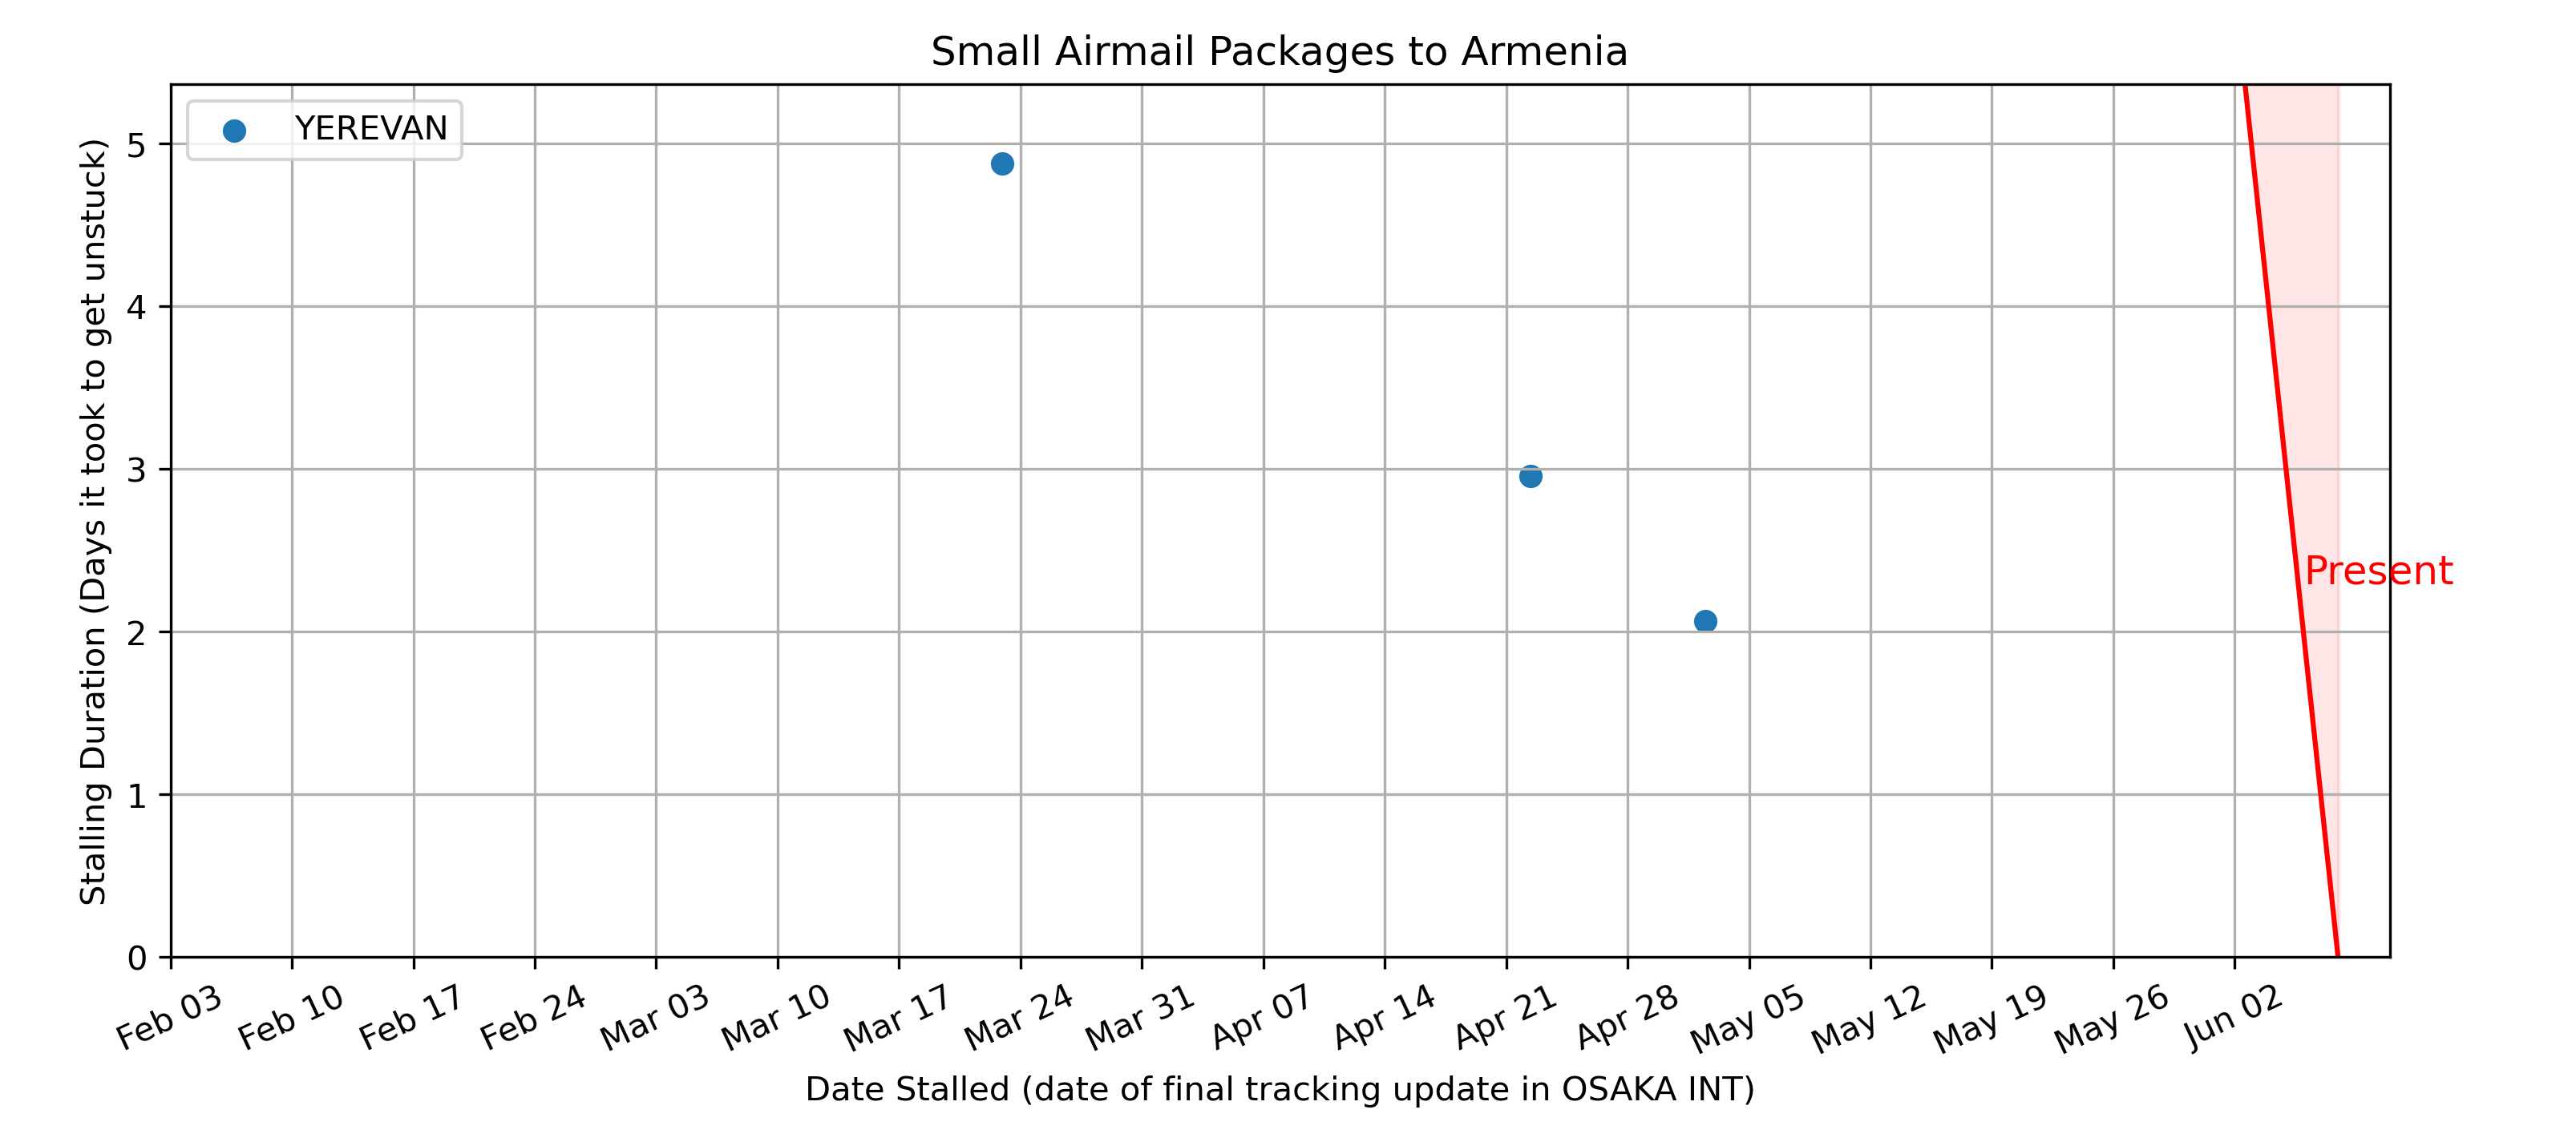 Small Airmail Packages to Armenia
YEREVAN
Stalling Duration (Days it took to get unstuck)
5
4
3
2
1
0
Present
Feb 03
Feb 10
Feb 17
Feb 24
Mar 03
Mar 10
Mar 17
Mar 24
Mar 31
Apr 07
Apr 14
Apr 21
Apr 28
May 05
May 12
May 19
May 26
Jun 02
Date Stalled (date of final tracking update in OSAKA INT)